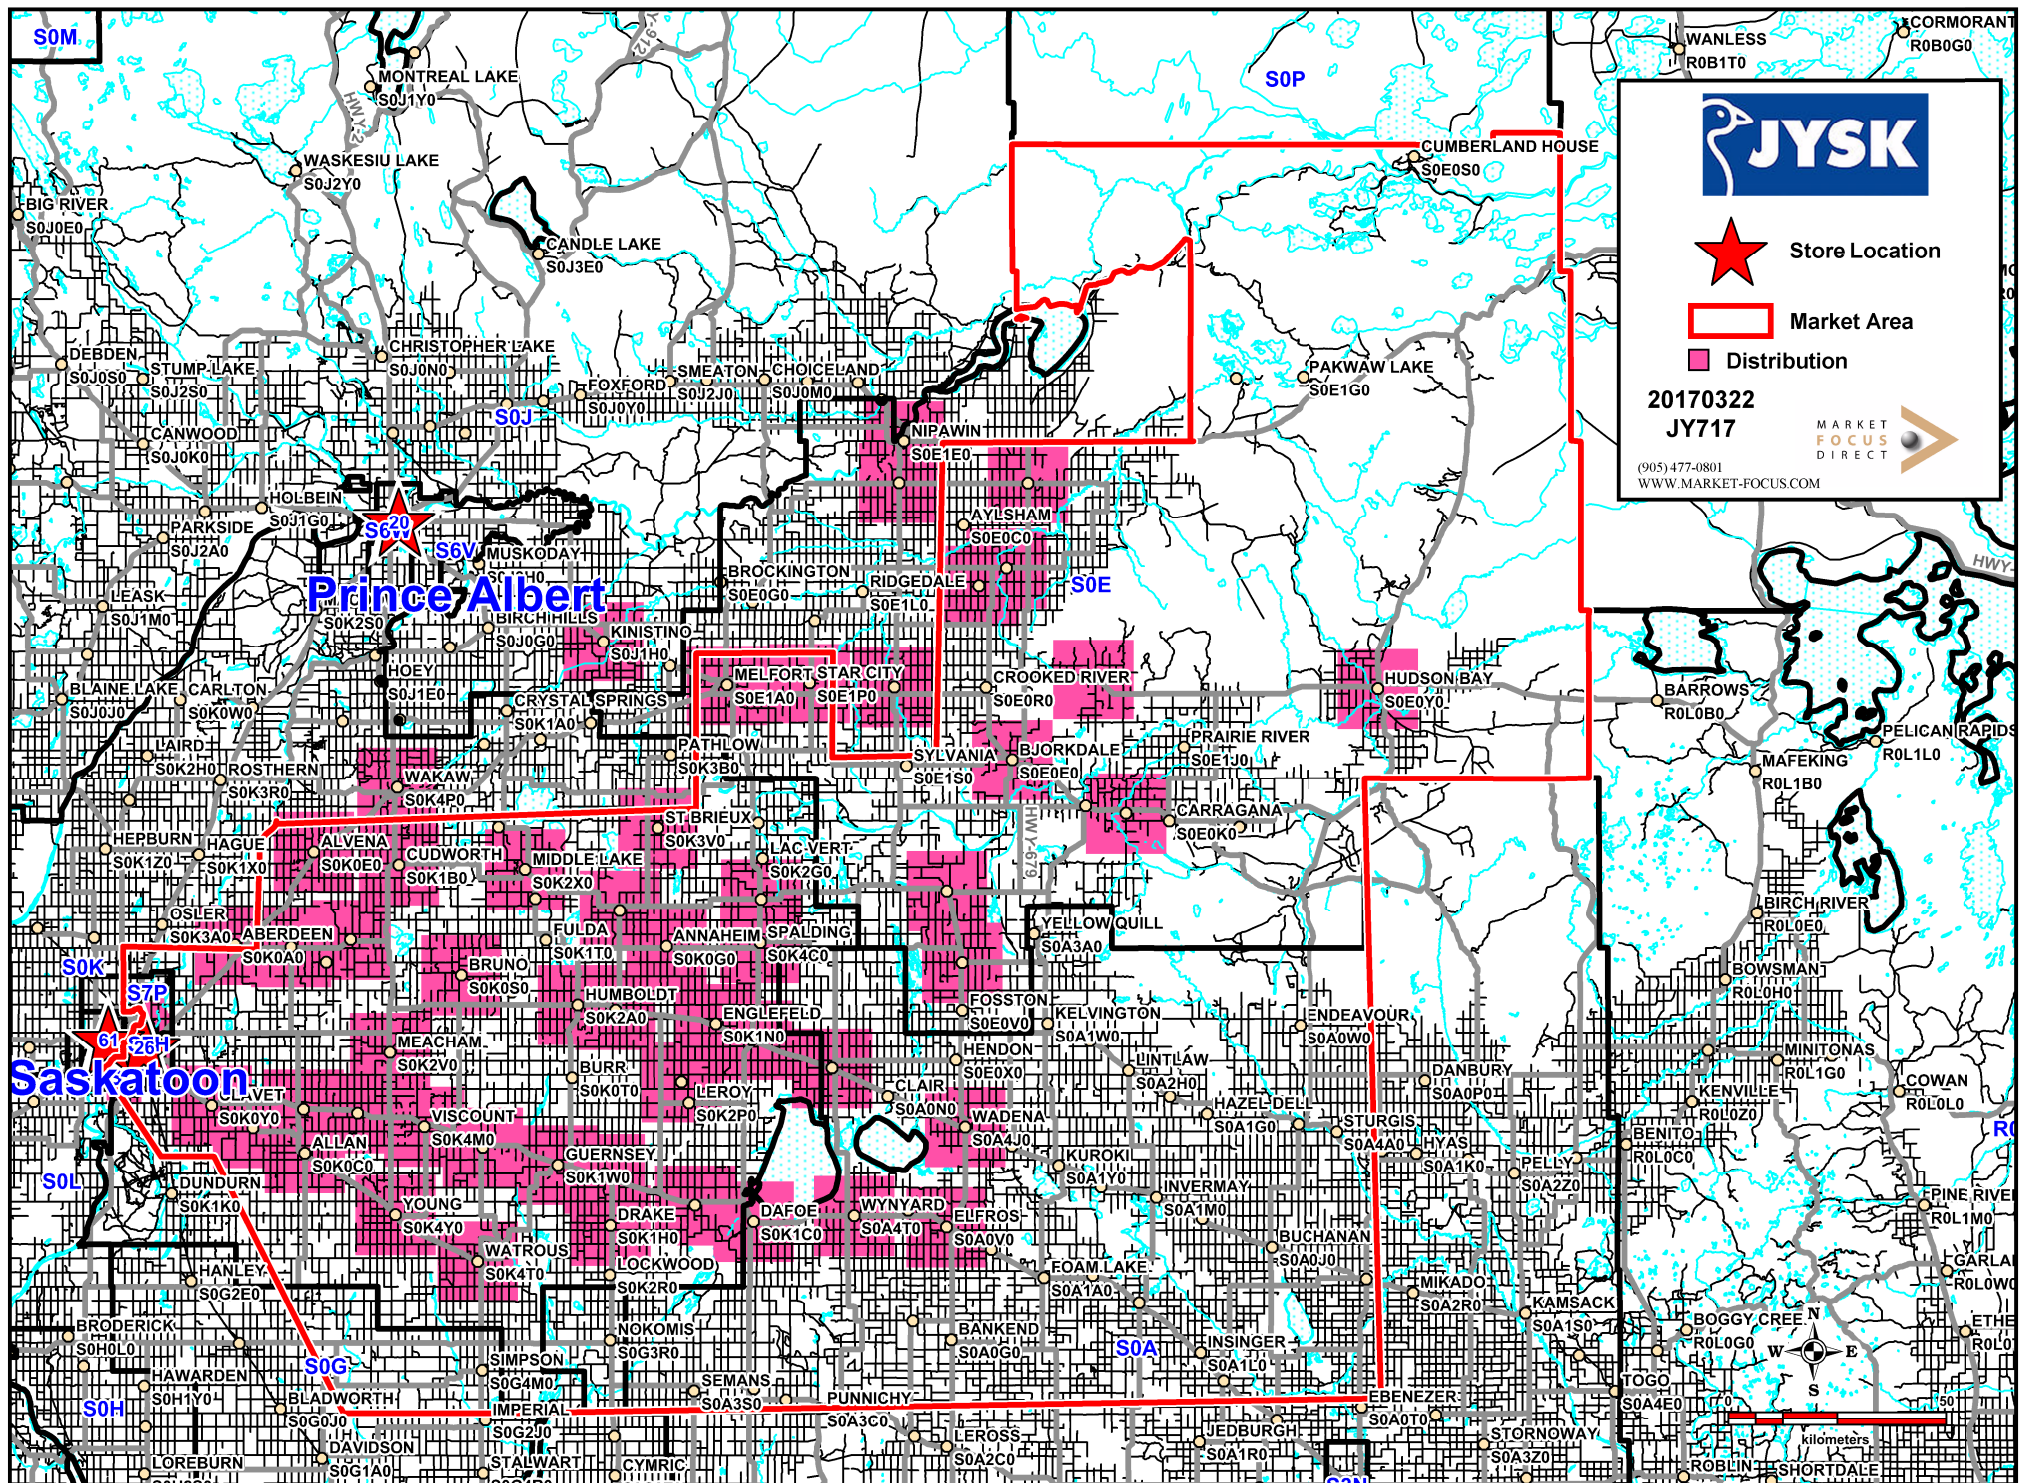 S0M
MONTREAL LAKE
S0J1Y0
HWY-2
Y-912
S0P
WANLESS
R0B1T0
CORMORANT
R0B0G0
JYSK
Store Location
Market Area
Distribution
20170322
JY717
MARKET
FOCUS
DIRECT
(905) 477-0801
WWW.MARKET-FOCUS.COM
WASKESIU LAKE
S0J2Y0
BIG RIVER
S0J0E0
CANDLE LAKE
S0J3E0
CUMBERLAND HOUSE
S0E0S0
DEBDEN
S0J0S0
STUMP LAKE
S0J2S0
CHRISTOPHER LAKE
S0J0N0
FOXFORD
S0J0Y0
SMEATON
S0J2J0
CHOICELAND
S0J0M0
PAKWAW LAKE
S0E1G0
S0J
CANWOOD
S0J0K0
NIPAWIN
S0E1E0
HOLBEIN
S0J1G0
PARKSIDE
S0J2A0
20
S6W
S6V
MUSKODAY
Prince Albert
AYLSHAM
S0E0C0
BROCKINGTON
S0E0G0
RIDGEDALE
S0E1L0
S0E
HWY-
LEASK
S0J1M0
S0K2S0
BIRCH HILLS
S0J0G0
KINISTINO
S0J1H0
HOEY
S0J1E0
MELFORT
S0E1A0
STAR CITY
S0E1P0
CROOKED RIVER
S0E0R0
HUDSON BAY
S0E0Y0
BARROWS
R0L0B0
BLAINE LAKE
S0J0J0
CARLTON
S0K0W0
CRYSTAL SPRINGS
S0K1A0
PELICAN RAPIDS
R0L1L0
LAIRD
S0K2H0
ROSTHERN
S0K3R0
WAKAW
S0K4P0
PATHLOW
S0K3B0
SYLVANIA
S0E1S0
BJORKDALE
S0E0E0
PRAIRIE RIVER
S0E1J0
MAFEKING
R0L1B0
HEPBURN
S0K1Z0
HAGUE
S0K1X0
ALVENA
S0K0E0
CUDWORTH
S0K1B0
MIDDLE LAKE
S0K2X0
ST BRIEUX
S0K3V0
LAC VERT
S0K2G0
HWY-679
CARRAGANA
S0E0K0
OSLER
S0K3A0
ABERDEEN
S0K0A0
FULDA
S0K1T0
ANNAHEIM
S0K0G0
SPALDING
S0K4C0
YELLOW QUILL
S0A3A0
BIRCH RIVER
R0L0E0
S0K
S7P
BRUNO
S0K0S0
HUMBOLDT
S0K2A0
ENGLEFELD
S0K1N0
FOSSTON
S0E0V0
KELVINGTON
S0A1W0
ENDEAVOUR
S0A0W0
BOWSMAN
R0L0H0
61
Saskatoon
MEACHAM
S0K2V0
BURR
S0K0T0
LEROY
S0K2P0
CLAIR
S0A0N0
HENDON
S0E0X0
LINTLAW
S0A2H0
DANBURY
S0A0P0
MINITONAS
R0L1G0
KENVILLE
R0L0Z0
COWAN
R0L0L0
CLAVET
S0K0Y0
VISCOUNT
S0K4M0
WADENA
S0A4J0
HAZEL DELL
S0A1G0
STURGIS
S0A4A0
HYAS
S0A1K0
BENITO
R0L0C0
S0L
ALLAN
S0K0C0
GUERNSEY
S0K1W0
KUROKI
S0A1Y0
PELLY
S0A2Z0
DUNDURN
S0K1K0
YOUNG
S0K4Y0
DRAKE
S0K1H0
DAFOE
S0K1C0
WYNYARD
S0A4T0
ELFROS
S0A0V0
INVERMAY
S0A1M0
R0L1M0
WATROUS
S0K4T0
BUCHANAN
S0A0J0
HANLEY
S0G2E0
LOCKWOOD
S0K2R0
FOAM LAKE
S0A1A0
MIKADO
S0A2R0
KAMSACK
S0A1S0
BRODERICK
S0H0L0
NOKOMIS
S0G3R0
BANKEND
S0A0G0
S0A
INSINGER
S0A1L0
BOGGY CREE
R0L0G0
N
W
E
S
S0G
HAWARDEN
S0H1Y0
SIMPSON
S0G4M0
SEMANS
S0A3S0
PUNNICHY
S0A3C0
EBENEZER
S0A0T0
TOGO
S0A4E0
S0H
BLADWORTH
S0G0J0
IMPERIAL
S0G2J0
0
50
kilometers
DAVIDSON
S0G1A0
LEROSS
S0A2C0
JEDBURGH
S0A1R0
STORNOWAY
S0A3Z0
LOREBURN
STALWART
CYMRIC
ROBLIN
SHORTDALE